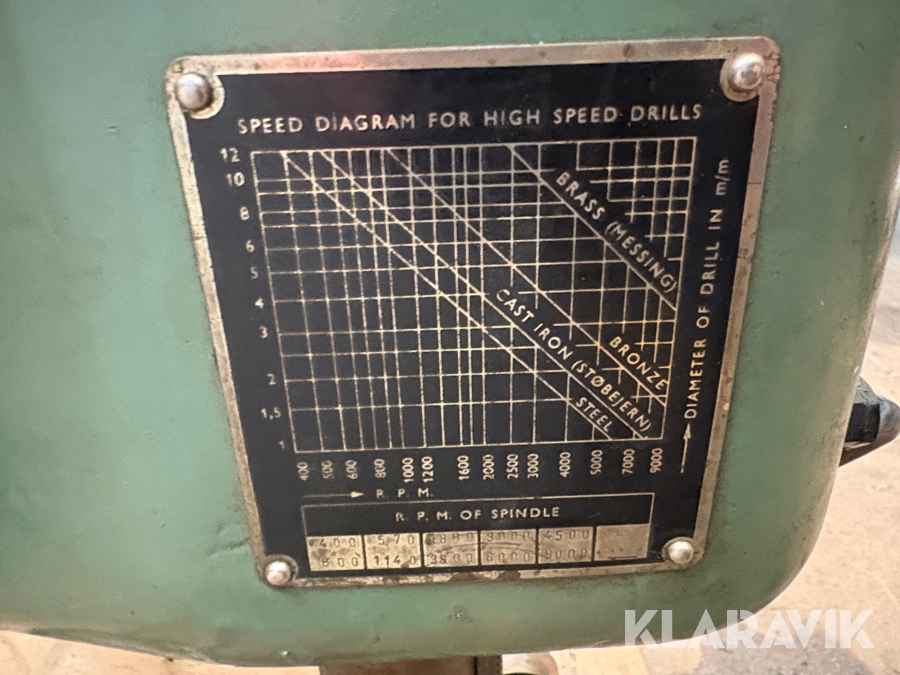 SPEED DIAGRAM FOR HIGH SPEED DRILLS
12
10
8
6
5
4
3
2
1,5
1
BRASS (MESSING)
BRONZE
CAST IRON (STØBEJERN)
STEEL
DIAMETER OF DRILL IN m/m
400 500 600 800 1000 1200 1600 2000 2500 3000 4000 5000 7000 9000
R. P. M.
R. P. M. OF SPINDLE
400 570 1800 3000 4500
800 1140 3600 6000 9000
KLARAVIK